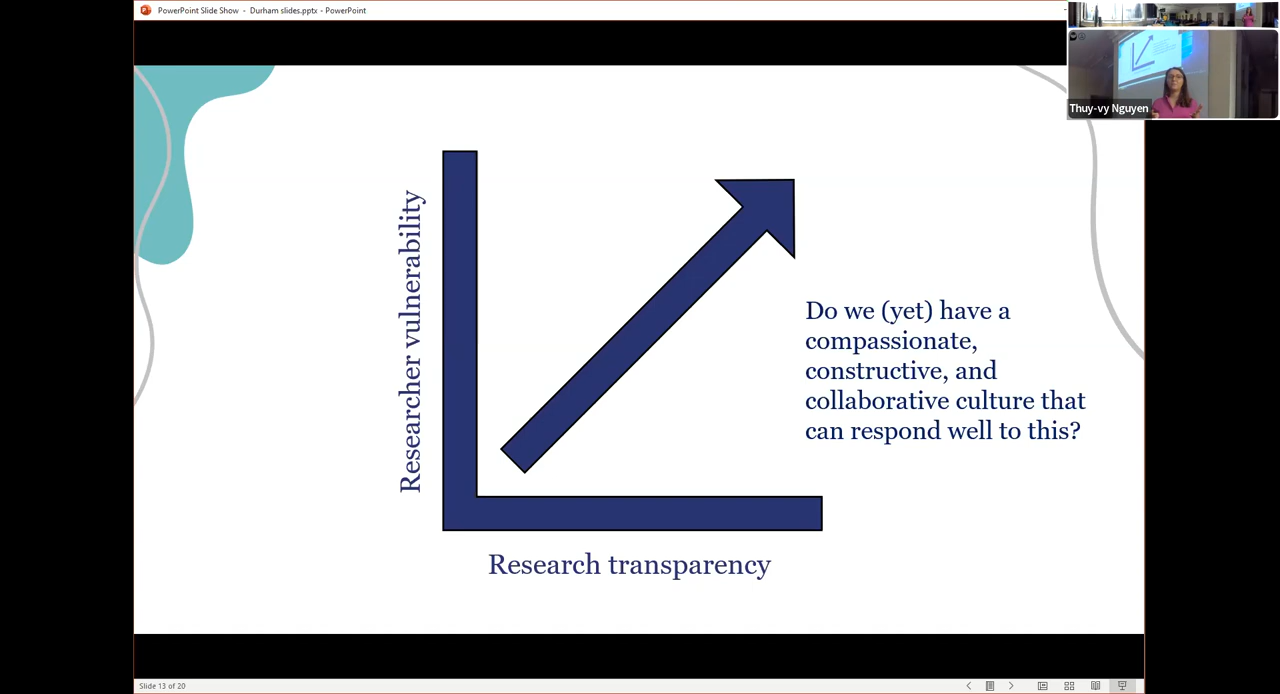 PowerPoint Slide Show - Durham slides.pptx - PowerPoint
Thuy-vy Nguyen
Researcher vulnerability
Do we (yet) have a
compassionate,
constructive, and
collaborative culture that
can respond well to this?
Research transparency
Slide 13 of 20